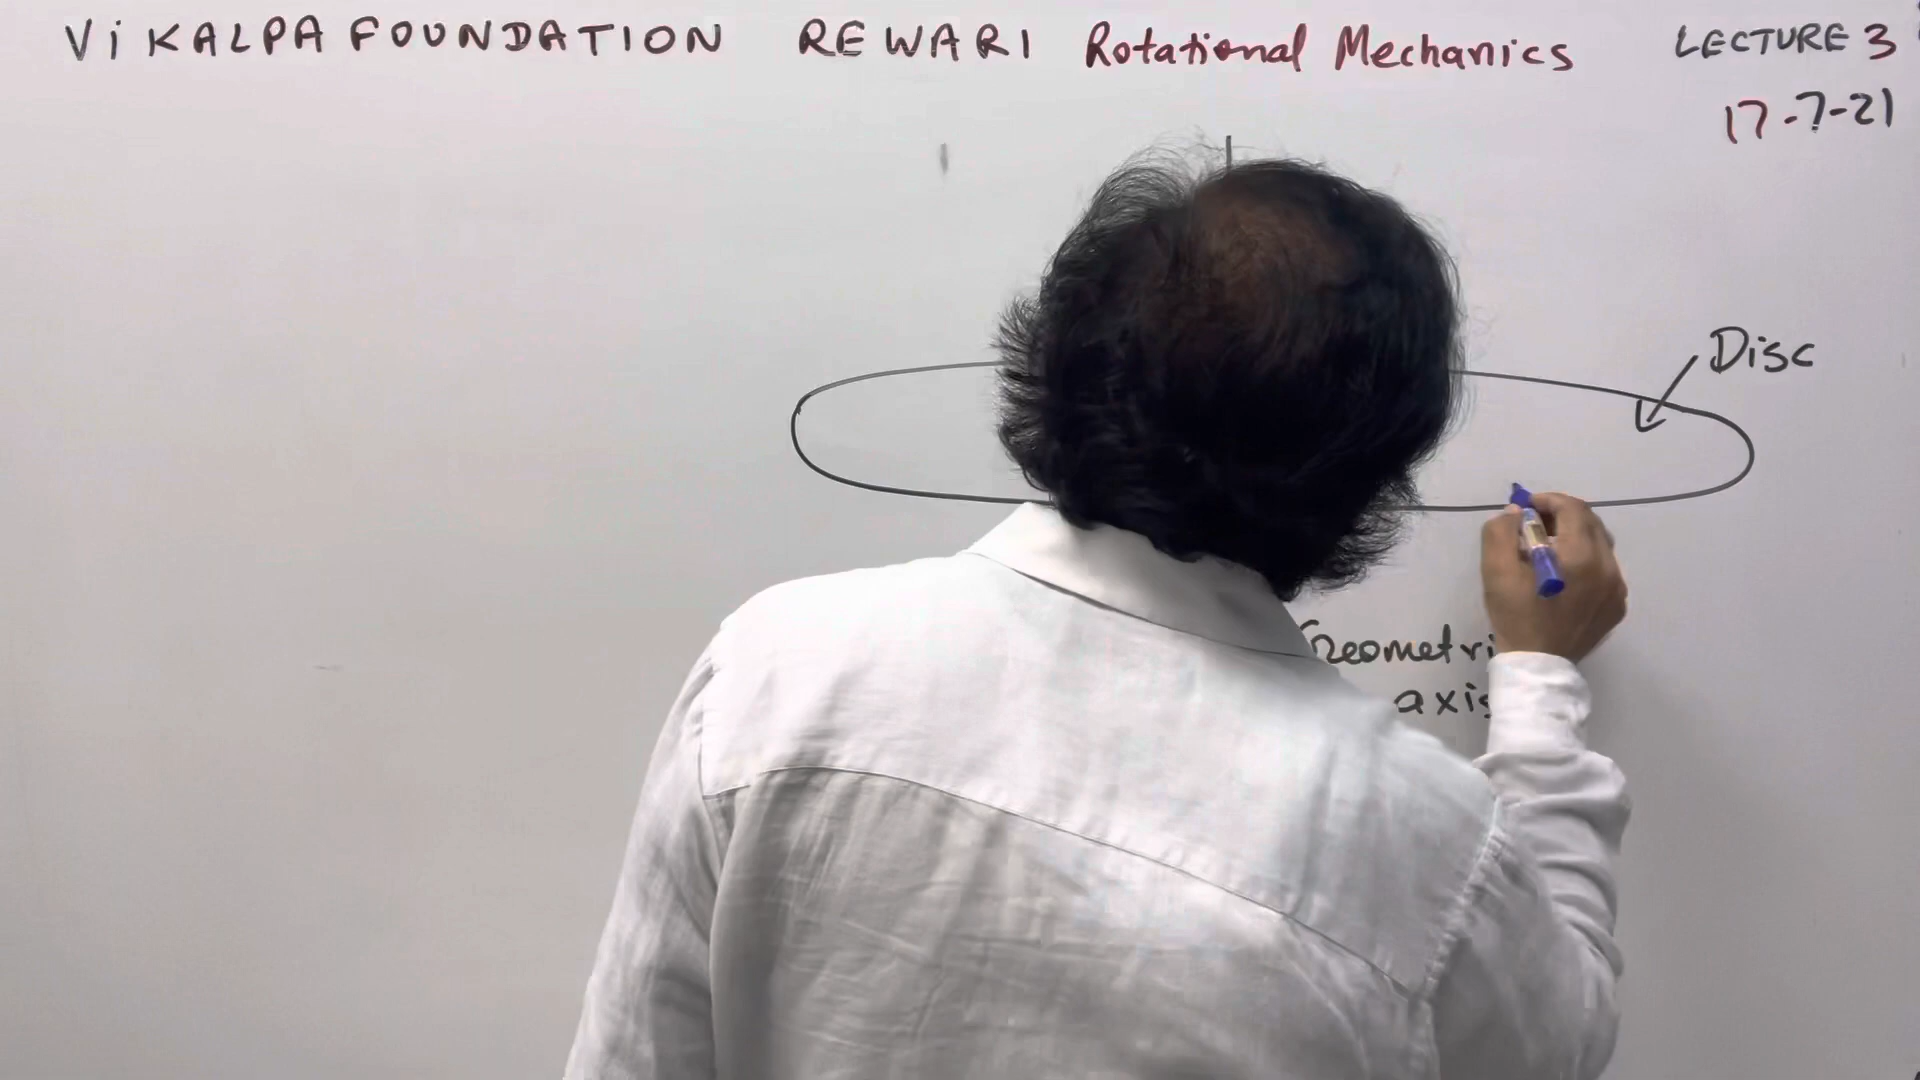 ViKALPA FOUNDATION REWARI Rotational Mechanics LECTURE 3
17-7-21
Disc
Geometri
axis